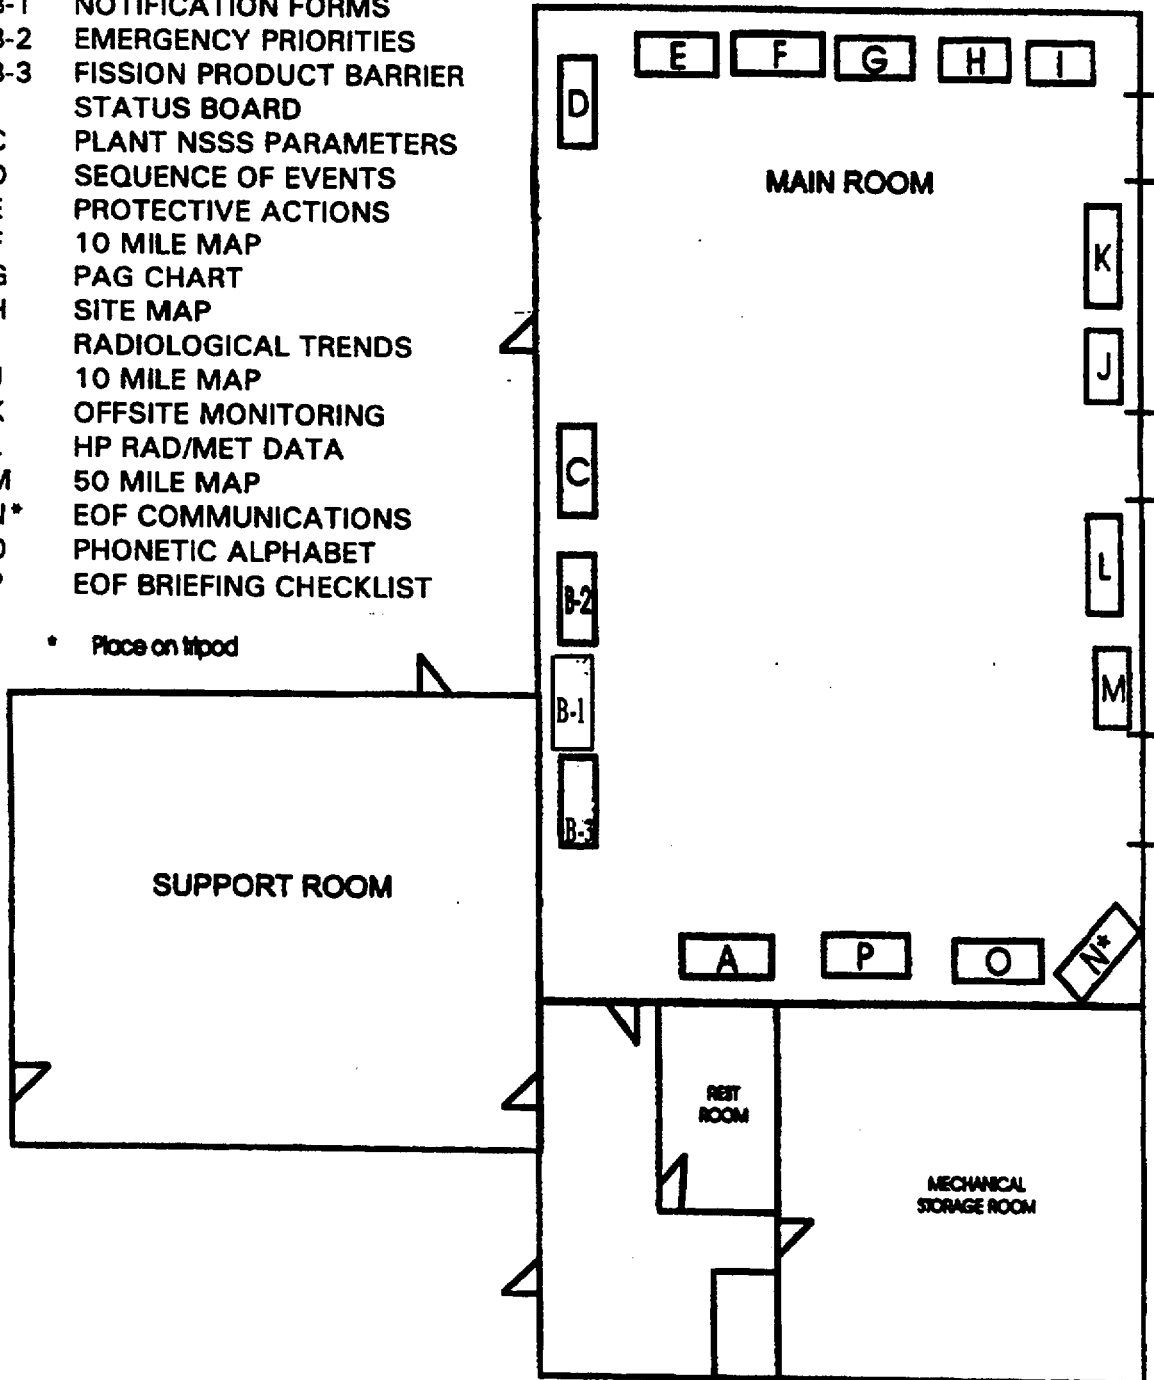 B-1 NOTIFICATION FORMS
B-2 EMERGENCY PRIORITIES
B-3 FISSION PRODUCT BARRIER
STATUS BOARD
C PLANT NSSS PARAMETERS
D SEQUENCE OF EVENTS
E PROTECTIVE ACTIONS
F 10 MILE MAP
G PAG CHART
H SITE MAP
RADIOLOGICAL TRENDS
J 10 MILE MAP
K OFFSITE MONITORING
L HP RAD/MET DATA
M 50 MILE MAP
N* EOF COMMUNICATIONS
O PHONETIC ALPHABET
P EOF BRIEFING CHECKLIST
* Place on tripod
E F G H I
D
MAIN ROOM
K
J
C
L
B-2
M
B-1
B-3
SUPPORT ROOM
A P O N*
REST
ROOM
MECHANICAL
STORAGE ROOM